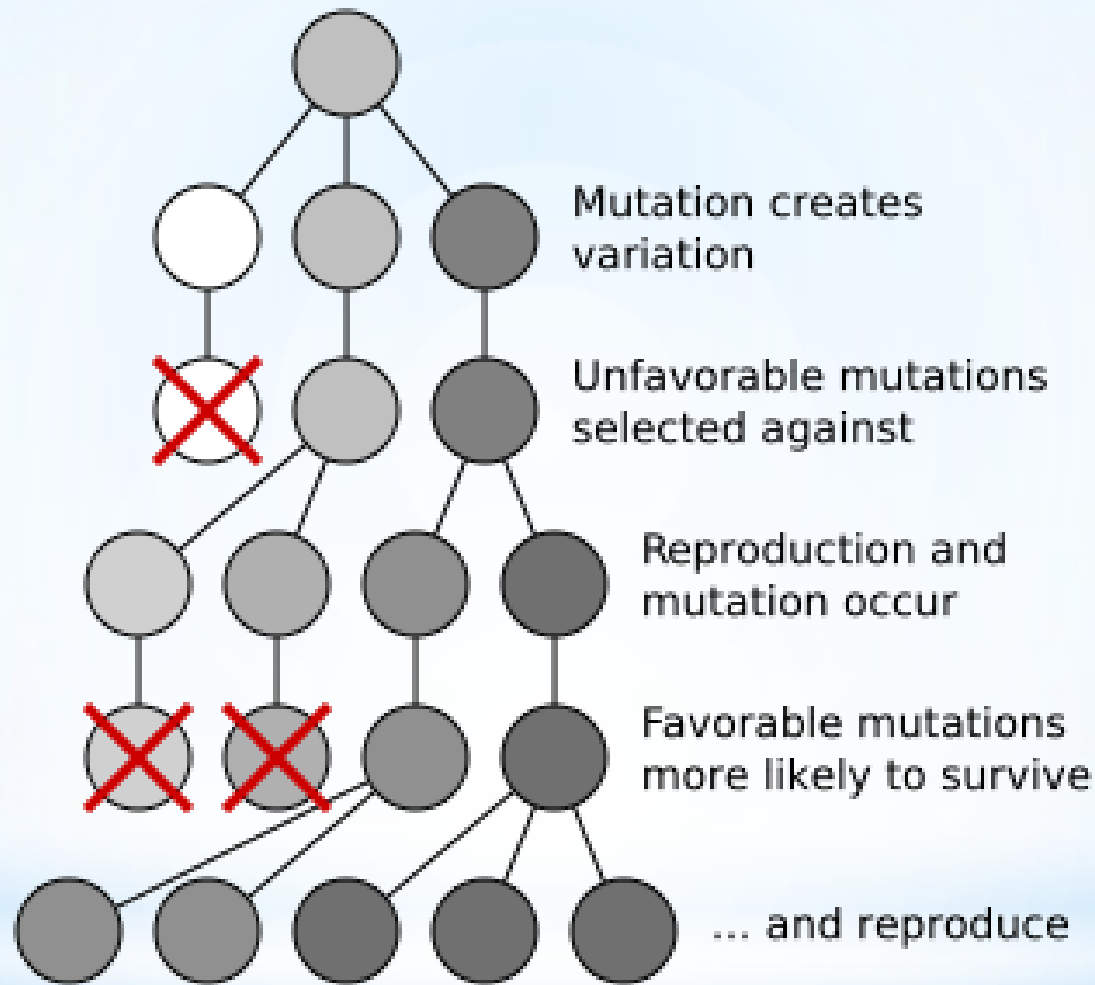 Mutation creates
variation
Unfavorable mutations
selected against
Reproduction and
mutation occur
Favorable mutations
more likely to survive
... and reproduce